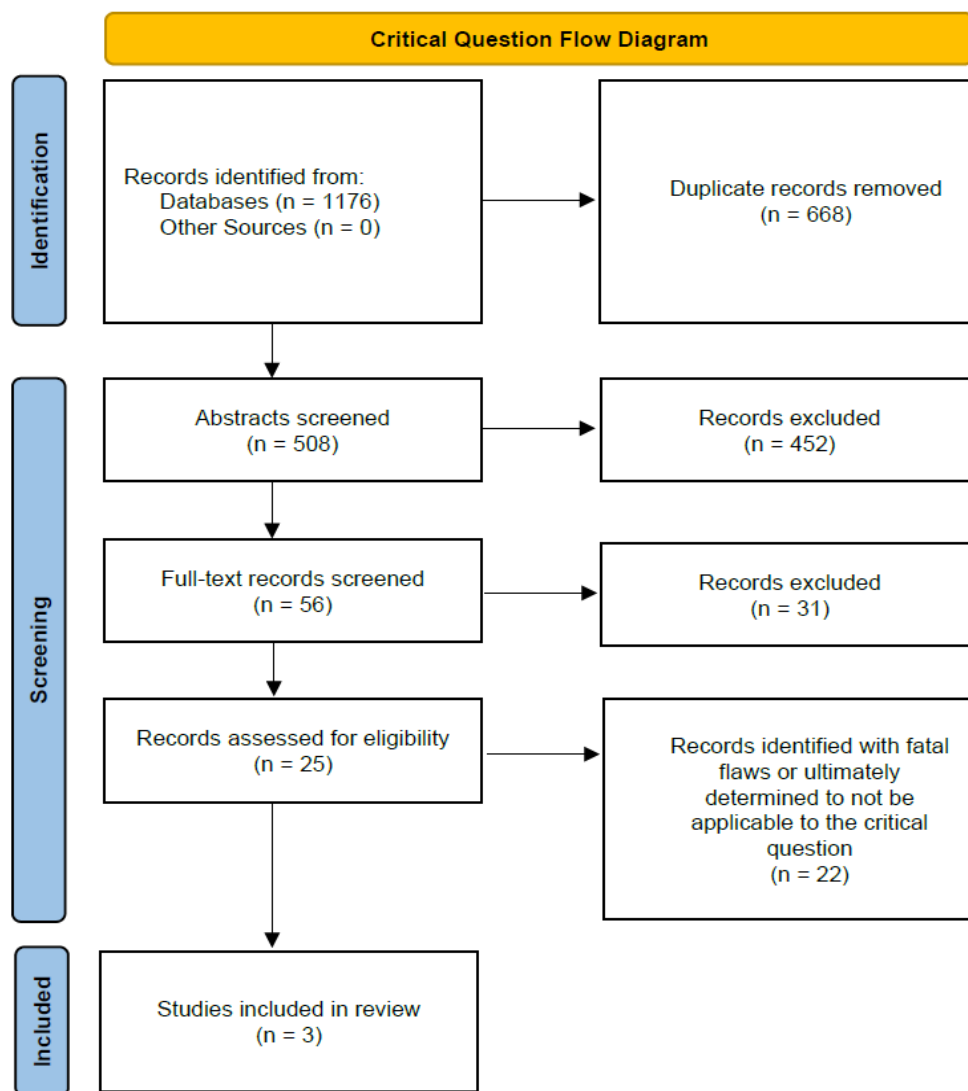 Critical Question Flow Diagram
Identification
Records identified from:
Databases (n = 1176)
Other Sources (n = 0)
Duplicate records removed
(n = 668)
Screening
Abstracts screened
(n = 508)
Records excluded
(n = 452)
Full-text records screened
(n = 56)
Records excluded
(n = 31)
Records assessed for eligibility
(n = 25)
Records identified with fatal
flaws or ultimately
determined to not be
applicable to the critical
question
(n = 22)
Included
Studies included in review
(n = 3)